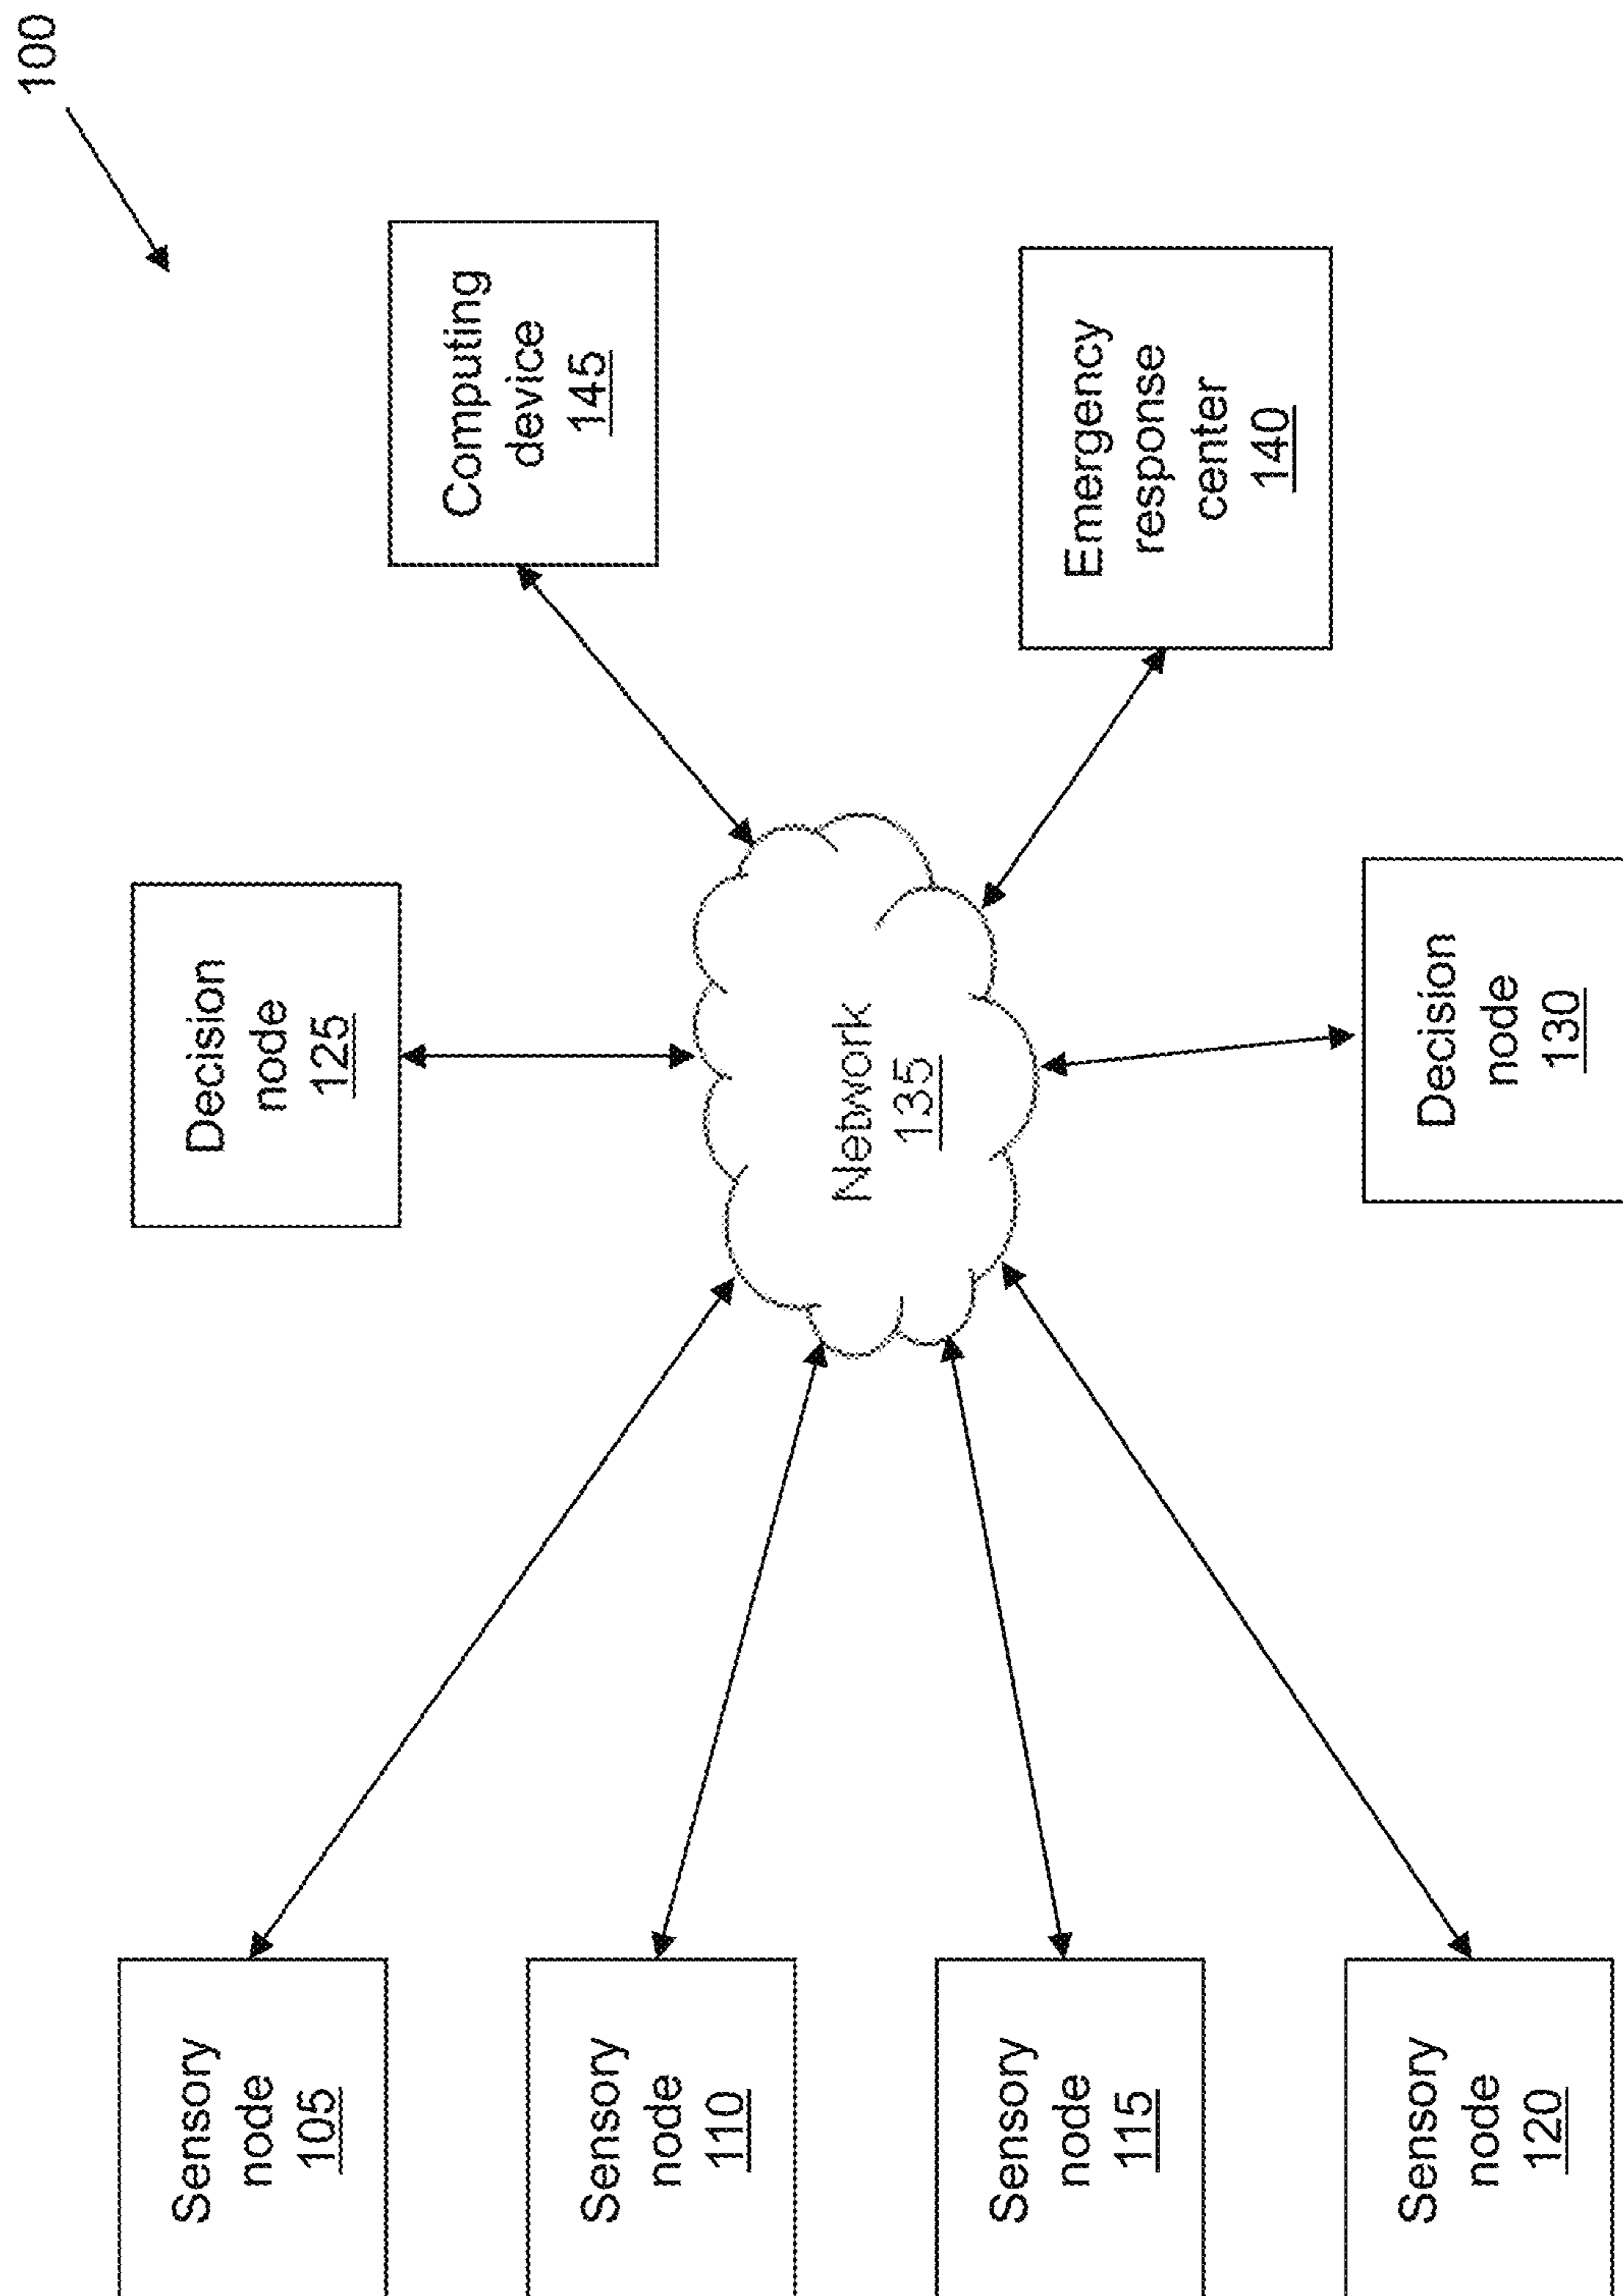 100
Sensory
node
105
Sensory
node
110
Sensory
node
115
Sensory
node
120
Decision
node
125
Network
135
Decision
node
130
Computing
device
145
Emergency
response
center
140